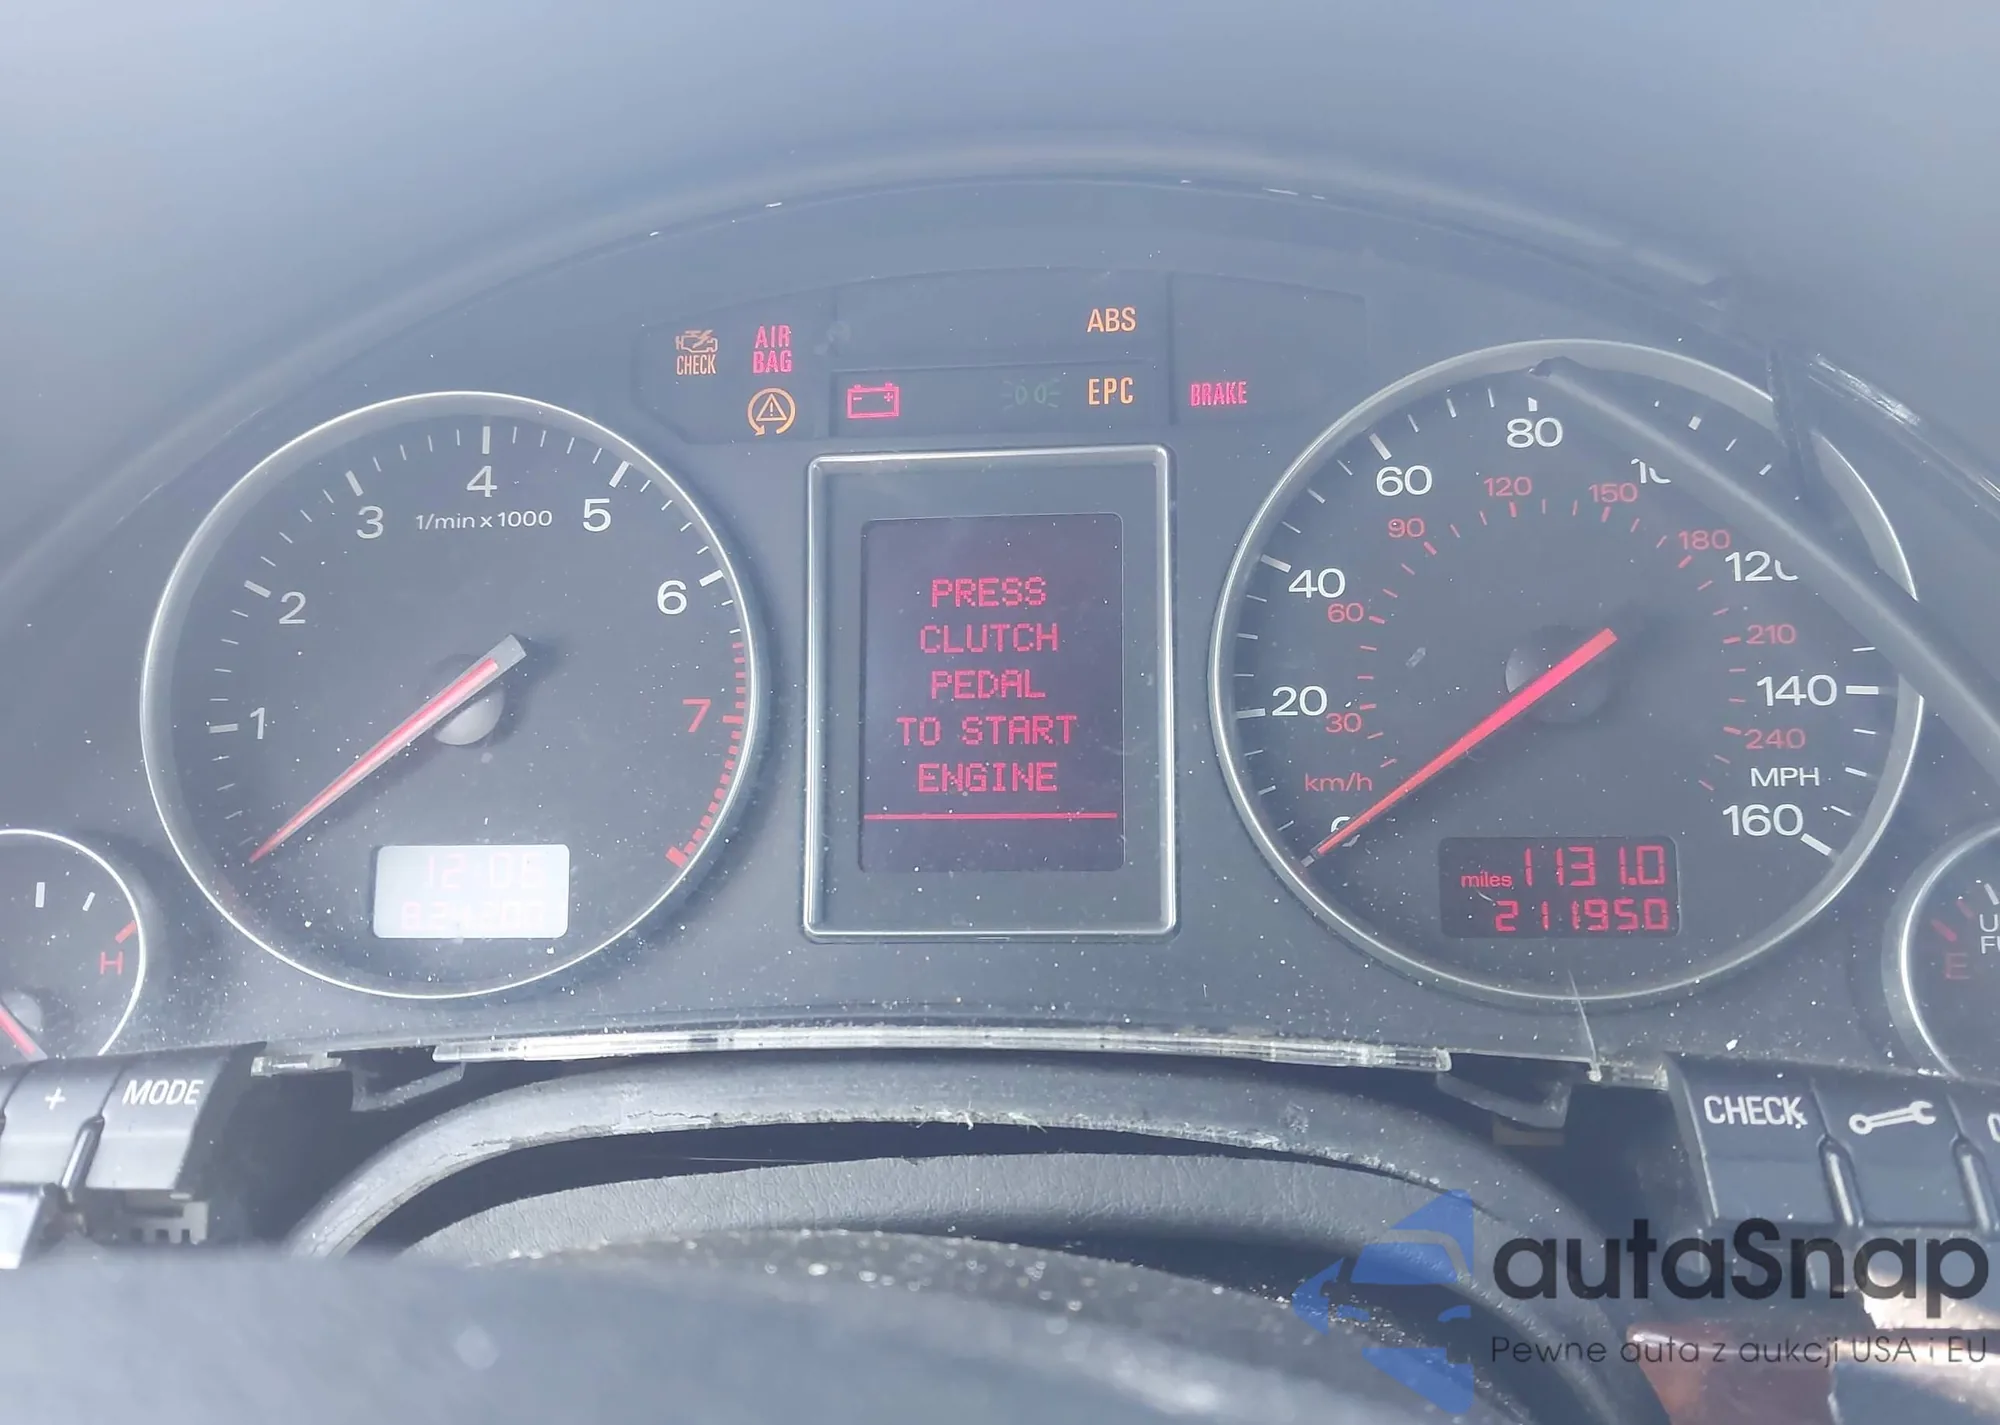 ABS
CHECK
AIR
BAG
EPC
BRAKE
1
2
3
4
5
6
7
1/min x 1000
H
PRESS
CLUTCH
PEDAL
TO START
ENGINE
20
40
60
80
120
140
160
MPH
30
60
90
120
150
180
210
240
km/h
miles 1131.0
211950
E
+
MODE
CHECK
autaSnap
Pewne auta z aukcji USA i EU